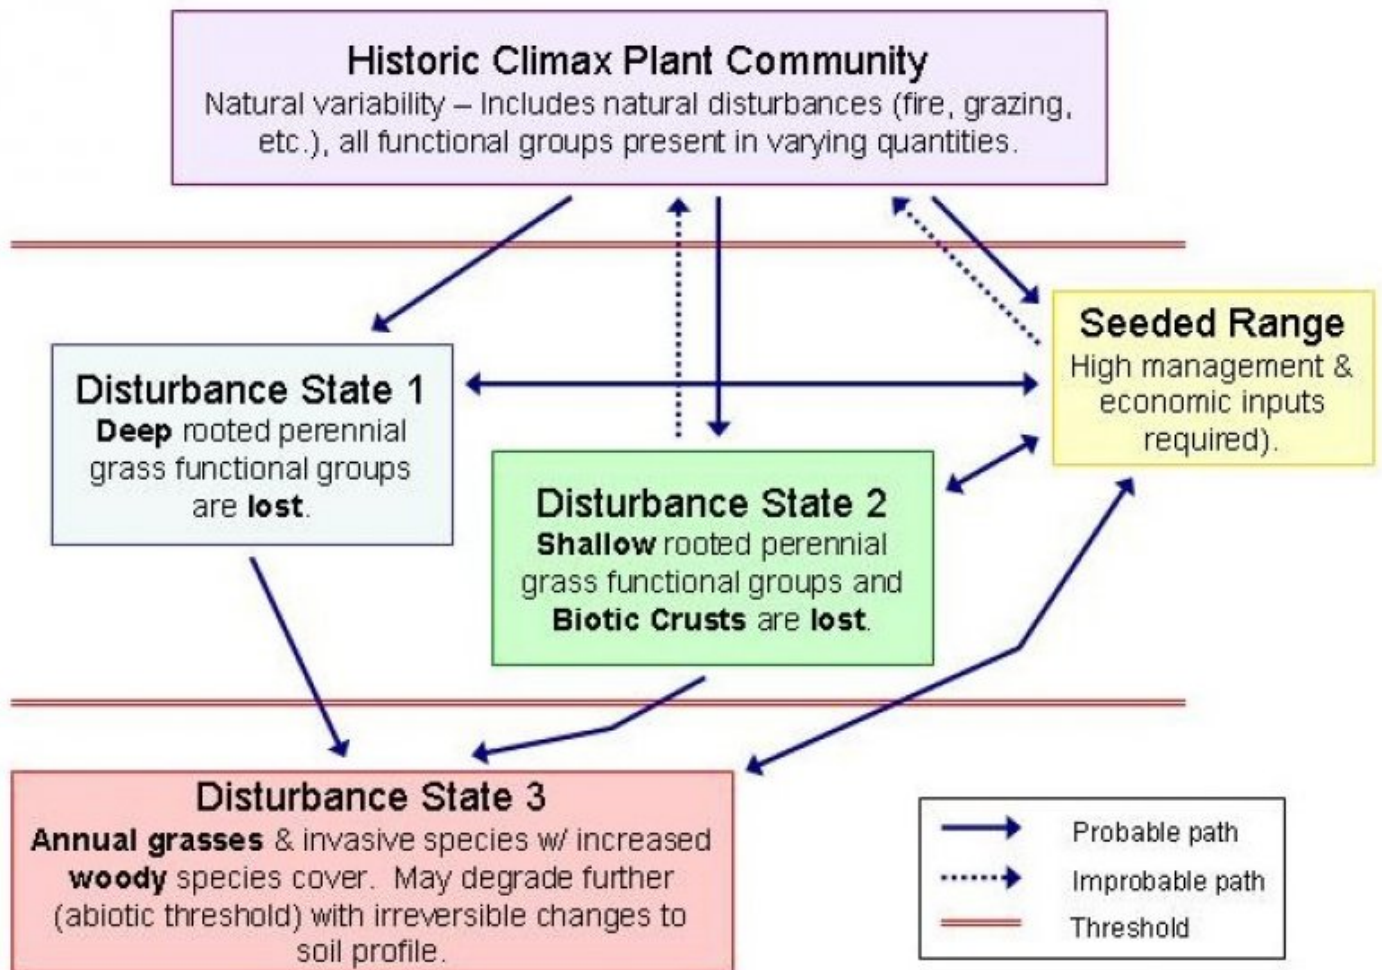 Historic Climax Plant Community
Natural variability – Includes natural disturbances (fire, grazing,
etc.), all functional groups present in varying quantities.
Seeded Range
High management &
economic inputs
required).
Disturbance State 1
Deep rooted perennial
grass functional groups
are lost.
Disturbance State 2
Shallow rooted perennial
grass functional groups and
Biotic Crusts are lost.
Disturbance State 3
Annual grasses & invasive species w/ increased
woody species cover. May degrade further
(abiotic threshold) with irreversible changes to
soil profile.
Probable path
Improbable path
Threshold